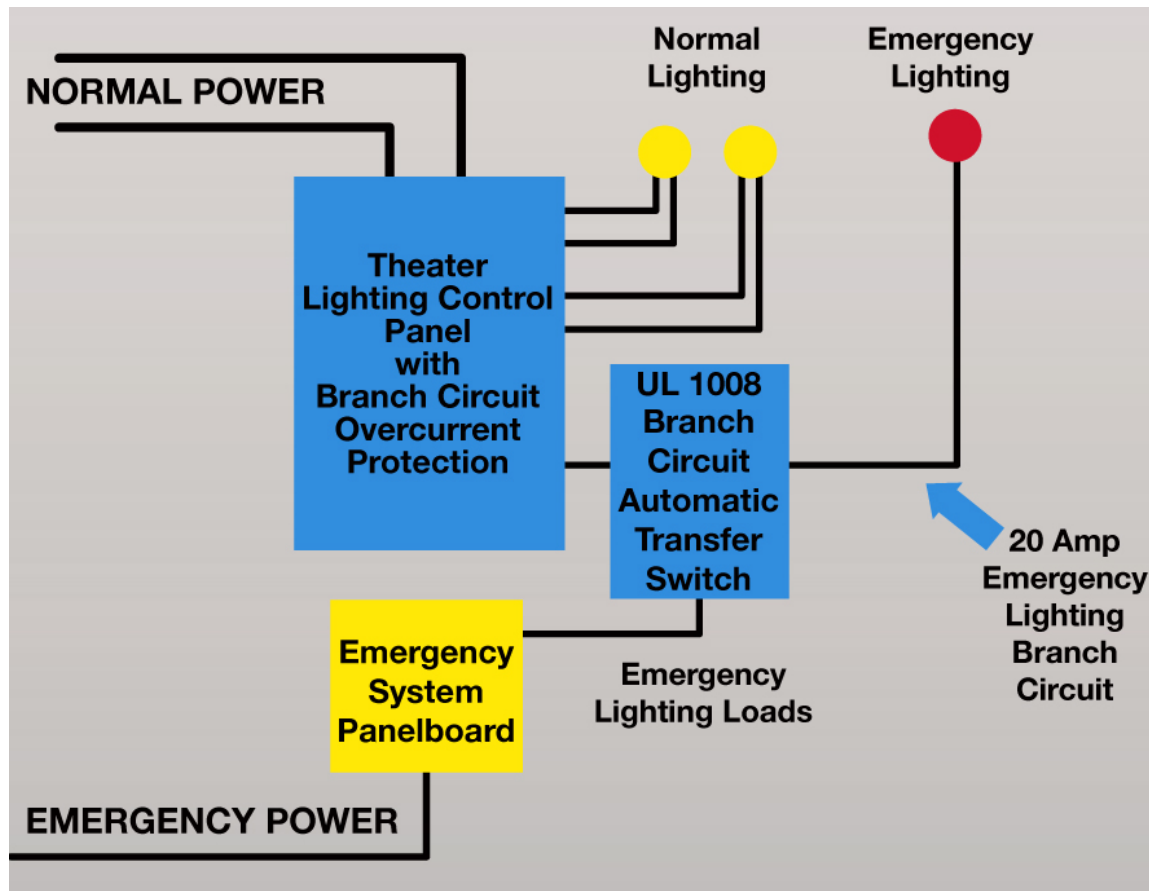 Normal
Lighting
Emergency
Lighting
NORMAL POWER
Theater
Lighting Control
Panel
with
Branch Circuit
Overcurrent
Protection
UL 1008
Branch
Circuit
Automatic
Transfer
Switch
20 Amp
Emergency
Lighting
Branch
Circuit
Emergency
System
Panelboard
Emergency
Lighting Loads
EMERGENCY POWER